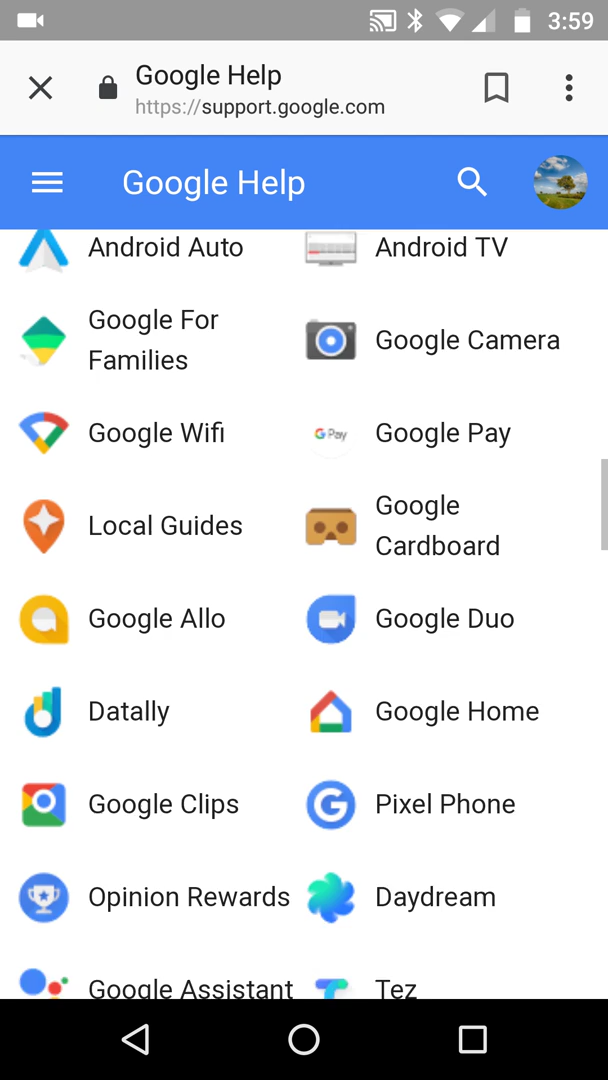 3:59
Google Help
https://support.google.com
Google Help
Android Auto
Android TV
Google For
Families
Google Camera
Google Wifi
G Pay
Google Pay
Local Guides
Google
Cardboard
Google Allo
Google Duo
Datally
Google Home
Google Clips
G
Pixel Phone
Opinion Rewards
Daydream
Google Assistant
Tez